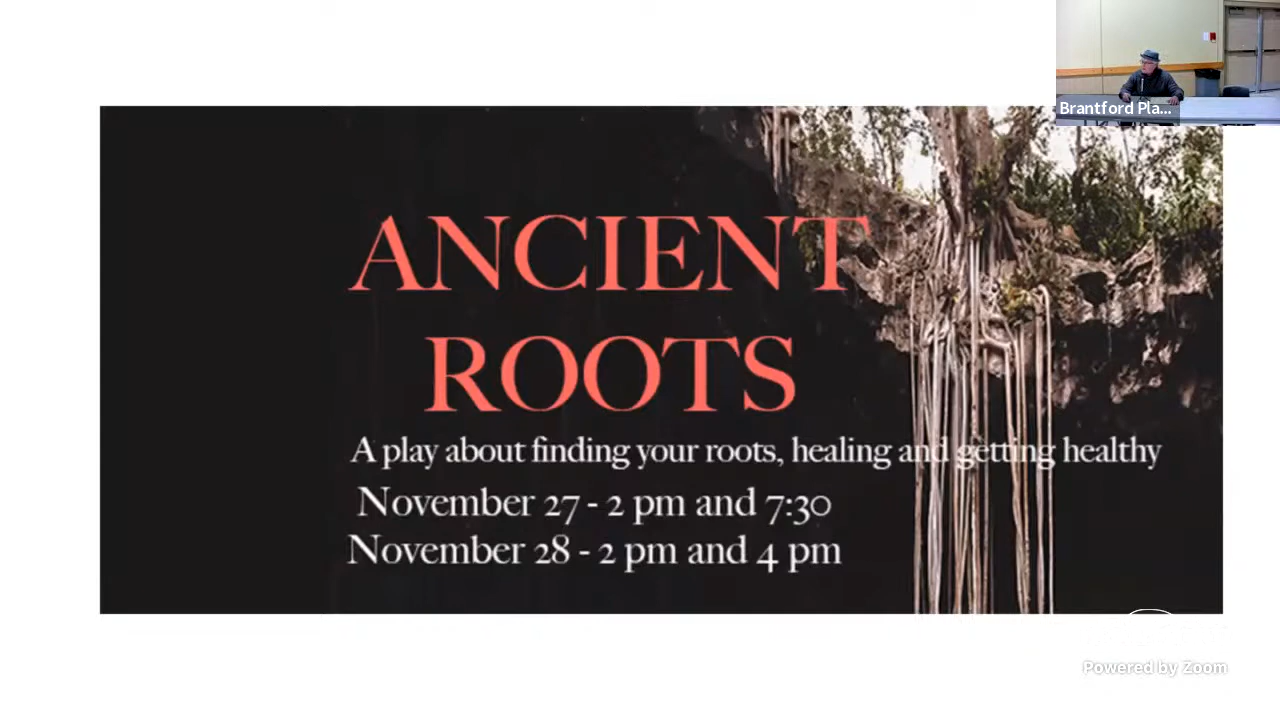 Brantford Pla...
ANCIENT
ROOTS
A play about finding your roots, healing and getting healthy
November 27 - 2 pm and 7:30
November 28 - 2 pm and 4 pm
Powered by Zoom